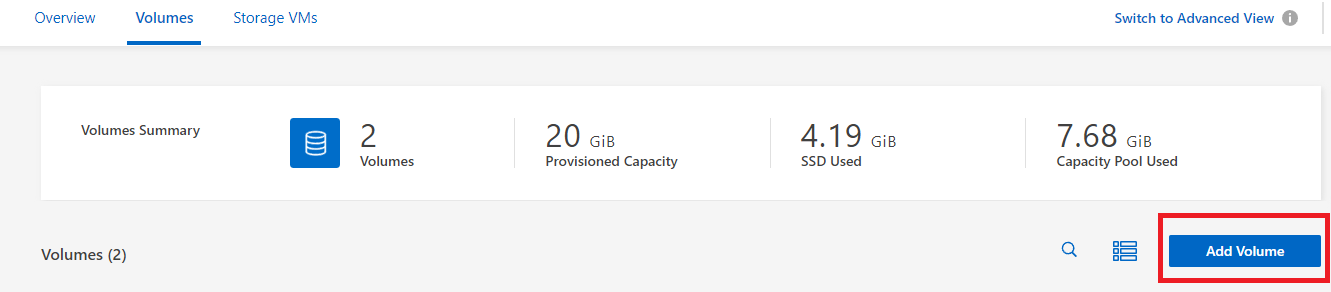 Overview Volumes Storage VMs Switch to Advanced View i
Volumes Summary
2
Volumes
20 GiB
Provisioned Capacity
4.19 GiB
SSD Used
7.68 GiB
Capacity Pool Used
Volumes (2)
Add Volume